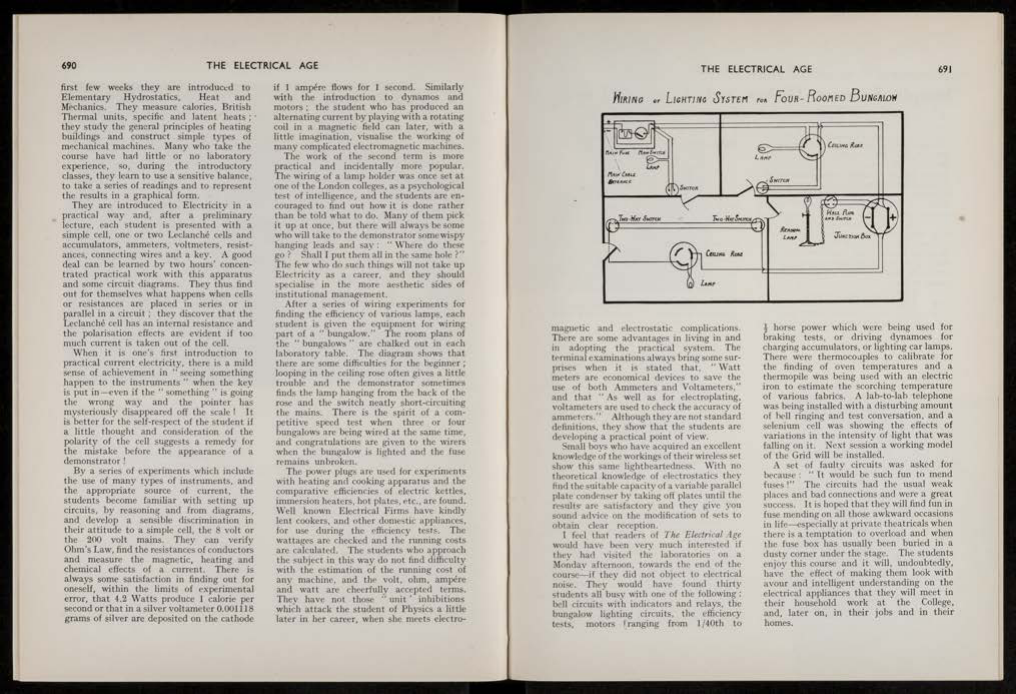 690
THE ELECTRICAL AGE
first few weeks they are introduced to
Elementary Hydrostatics, Heat and
Mechanics. They measure calories, British
Thermal units, specific and latent heats ;
they study the general principles of heating
buildings and construct simple types of
mechanical machines. Many who take the
course have had little or no laboratory
experience, so, during the introductory
classes, they learn to use a sensitive balance,
to take a series of readings and to represent
the results in a graphical form.
They are introduced to Electricity in a
practical way and, after a preliminary
lecture, each student is presented with a
simple cell, one or two Leclanché cells and
accumulators, ammeters, voltmeters, resist-
ances, connecting wires and a key. A good
deal can be learned by two hours' concen-
trated practical work with this apparatus
and some circuit diagrams. They thus find
out for themselves what happens when cells
or resistances are placed in series or in
parallel in a circuit ; they discover that the
Leclanché cell has an internal resistance and
the polarisation effects are evident if too
much current is taken out of the cell.
When it is one's first introduction to
practical current electricity, there is a mild
sense of achievement in " seeing something
happen to the instruments " when the key
is put in—even if the " something " is going
the wrong way and the pointer has
mysteriously disappeared off the scale ! It
is better for the self-respect of the student if
a little thought and consideration of the
polarity of the cell suggests a remedy for
the mistake before the appearance of a
demonstrator !
By a series of experiments which include
the use of many types of instruments, and
the appropriate source of current, the
students become familiar with setting up
circuits, by reasoning and from diagrams,
and develop a sensible discrimination in
their attitude to a simple cell, the 8 volt or
the 200 volt mains. They can verify
Ohm's Law, find the resistances of conductors
and measure the magnetic, heating and
chemical effects of a current. There is
always some satisfaction in finding out for
oneself, within the limits of experimental
error, that 4.2 Watts produce 1 calorie per
second or that in a silver voltameter 0.001118
grams of silver are deposited on the cathode
if 1 ampére flows for 1 second. Similarly
with the introduction to dynamos and
motors ; the student who has produced an
alternating current by playing with a rotating
coil in a magnetic field can later, with a
little imagination, visualise the working of
many complicated electromagnetic machines.
The work of the second term is more
practical and incidentally more popular.
The wiring of a lamp holder was once set at
one of the London colleges, as a psychological
test of intelligence, and the students are en-
couraged to find out how it is done rather
than be told what to do. Many of them pick
it up at once, but there will always be some
who will take to the demonstrator some wispy
hanging leads and say : " Where do these
go ? Shall I put them all in the same hole ?"
The few who do such things will not take up
Electricity as a career, and they should
specialise in the more aesthetic sides of
institutional management.
After a series of wiring experiments for
finding the efficiency of various lamps, each
student is given the equipment for wiring
part of a " bungalow." The room plans of
the " bungalows " are chalked out in each
laboratory table. The diagram shows that
there are some difficulties for the beginner ;
looping in the ceiling rose often gives a little
trouble and the demonstrator sometimes
finds the lamp hanging from the back of the
rose and the switch neatly short-circuiting
the mains. There is the spirit of a com-
petitive speed test when three or four
bungalows are being wired at the same time,
and congratulations are given to the wirers
when the bungalow is lighted and the fuse
remains unbroken.
The power plugs are used for experiments
with heating and cooking apparatus and the
comparative efficiencies of electric kettles,
immersion heaters, hot plates, etc., are found.
Well known Electrical Firms have kindly
lent cookers, and other domestic appliances,
for use during the efficiency tests. The
wattages are checked and the running costs
are calculated. The students who approach
the subject in this way do not find difficulty
with the estimation of the running cost of
any machine, and the volt, ohm, ampére
and watt are cheerfully accepted terms.
They have not those " unit " inhibitions
which attack the student of Physics a little
later in her career, when she meets electro-
THE ELECTRICAL AGE
691
WIRING OF LIGHTING SYSTEM FOR FOUR-ROOMED BUNGALOW
MAIN FUSE
MAIN SWITCH
LAMP
MAIN CABLE
ENTRANCE
SWITCH
LAMP
CEILING ROSE
SWITCH
TWO-WAY SWITCH
TWO-WAY SWITCH
CEILING ROSE
LAMP
READING
LAMP
WALL PLUG
AND SWITCH
JUNCTION BOX
magnetic and electrostatic complications.
There are some advantages in living in and
in adopting the practical system. The
terminal examinations always bring some sur-
prises when it is stated that, " Watt
meters are economical devices to save the
use of both Ammeters and Voltameters,"
and that " As well as for electroplating,
voltameters are used to check the accuracy of
ammeters." Although they are not standard
definitions, they show that the students are
developing a practical point of view.
Small boys who have acquired an excellent
knowledge of the workings of their wireless set
show this same lightheartedness. With no
theoretical knowledge of electrostatics they
find the suitable capacity of a variable parallel
plate condenser by taking off plates until the
results are satisfactory and they give you
sound advice on the modification of sets to
obtain clear reception.
I feel that readers of The Electrical Age
would have been very much interested if
they had visited the laboratories on a
Monday afternoon, towards the end of the
course—if they did not object to electrical
noise. They would have found thirty
students all busy with one of the following :
bell circuits with indicators and relays, the
bungalow lighting circuits, the efficiency
tests, motors ranging from 1/40th to
½ horse power which were being used for
braking tests, or driving dynamoes for
charging accumulators, or lighting car lamps.
There were thermocouples to calibrate for
the finding of oven temperatures and a
thermopile was being used with an electric
iron to estimate the scorching temperature
of various fabrics. A lab-to-lab telephone
was being installed with a disturbing amount
of bell ringing and test conversation, and a
selenium cell was showing the effects of
variations in the intensity of light that was
falling on it. Next session a working model
of the Grid will be installed.
A set of faulty circuits was asked for
because : " It would be such fun to mend
fuses !" The circuits had the usual weak
places and bad connections and were a great
success. It is hoped that they will find fun in
fuse mending on all those awkward occasions
in life—especially at private theatricals when
there is a temptation to overload and when
the fuse box has usually been buried in a
dusty corner under the stage. The students
enjoy this course and it will, undoubtedly,
have the effect of making them look with
avour and intelligent understanding on the
electrical appliances that they will meet in
their household work at the College,
and, later on, in their jobs and in their
homes.